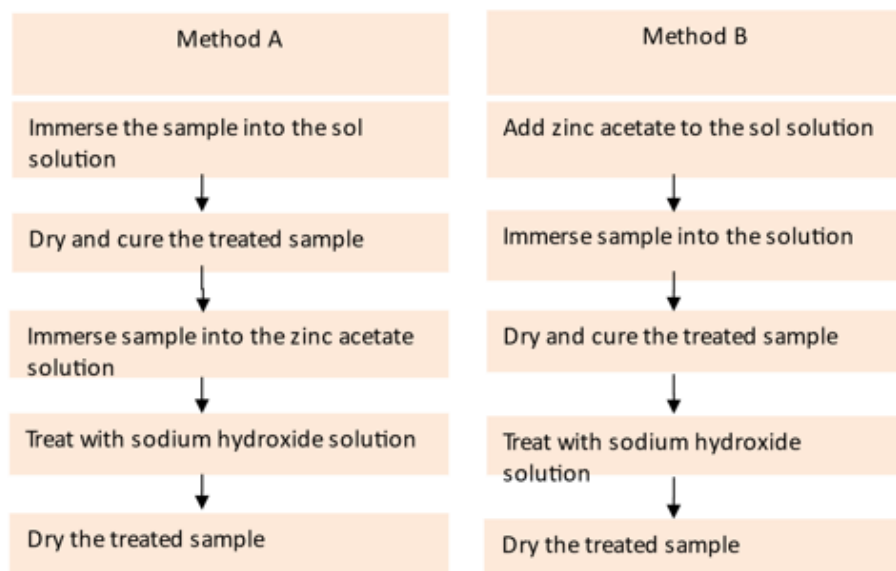 Method A
Immerse the sample into the sol
solution
Dry and cure the treated sample
Immerse sample into the zinc acetate
solution
Treat with sodium hydroxide solution
Dry the treated sample
Method B
Add zinc acetate to the sol solution
Immerse sample into the solution
Dry and cure the treated sample
Treat with sodium hydroxide
solution
Dry the treated sample